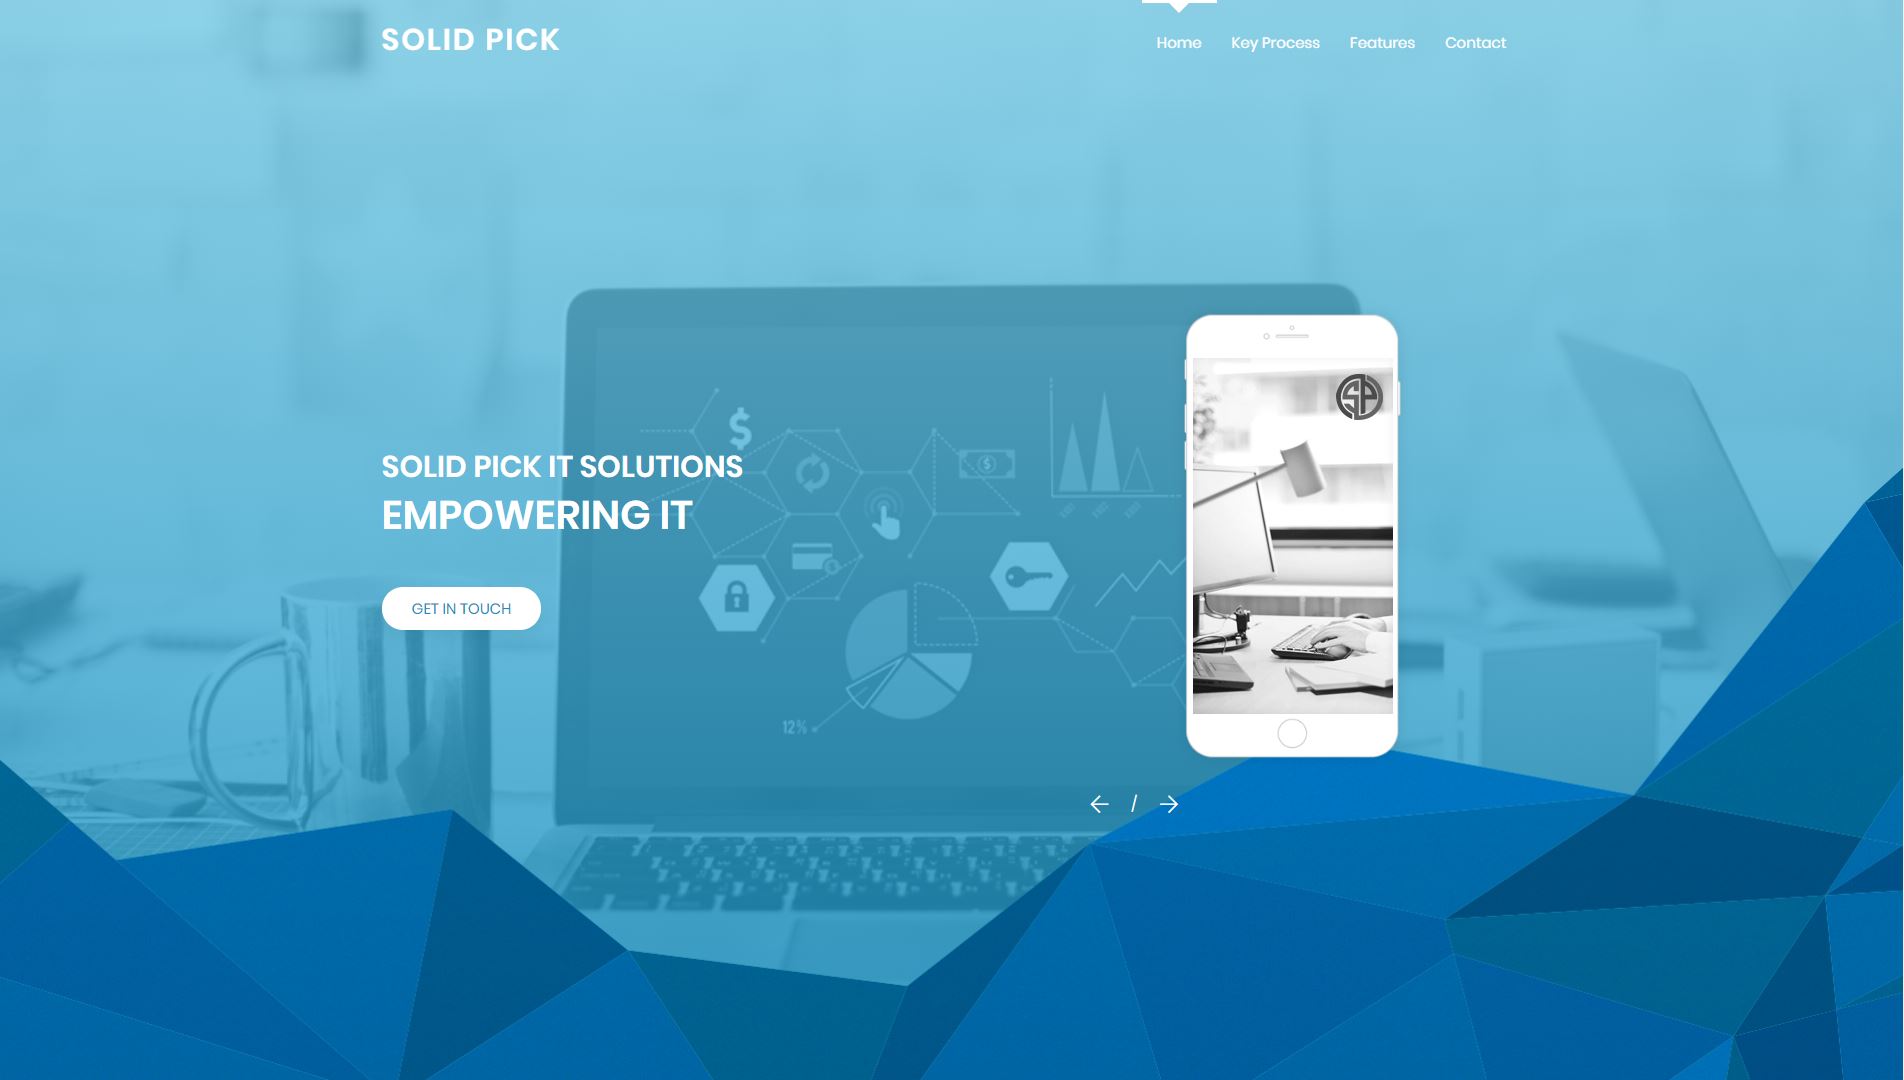 SOLID PICK
Home
Key Process
Features
Contact
SOLID PICK IT SOLUTIONS
EMPOWERING IT
GET IN TOUCH
$
$
12%
SP
/